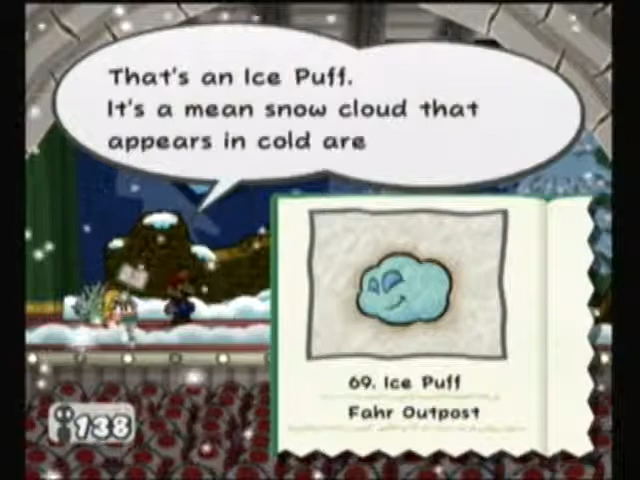 That's an Ice Puff.
It's a mean snow cloud that
appears in cold are
69. Ice Puff
Fahr Outpost
138